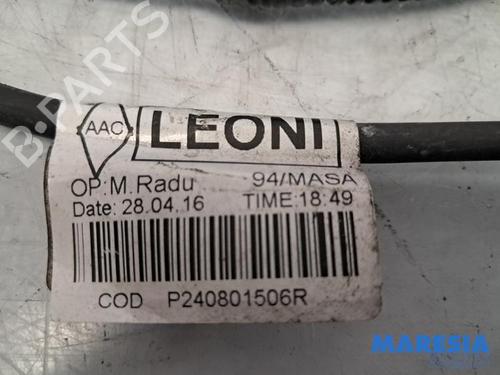 B-PARTS
AAC LEONI
OP:M.Radu 94/MASA
Date: 28.04.16 TIME:18:49
COD P240801506R
MARESIA